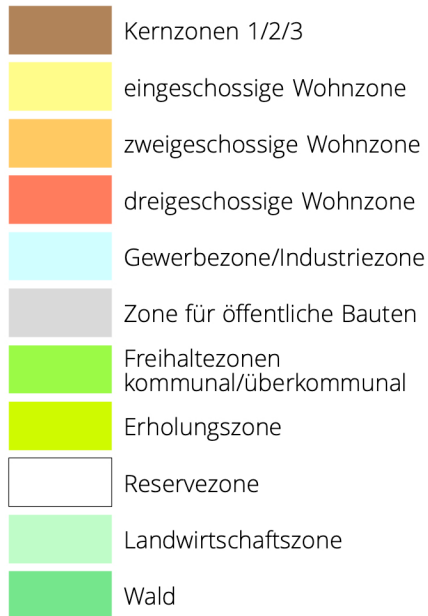 Kernzonen 1/2/3
eingeschossige Wohnzone
zweigeschossige Wohnzone
dreigeschossige Wohnzone
Gewerbezone/Industriezone
Zone für öffentliche Bauten
Freihaltezonen
kommunal/überkommunal
Erholungszone
Reservezone
Landwirtschaftszone
Wald